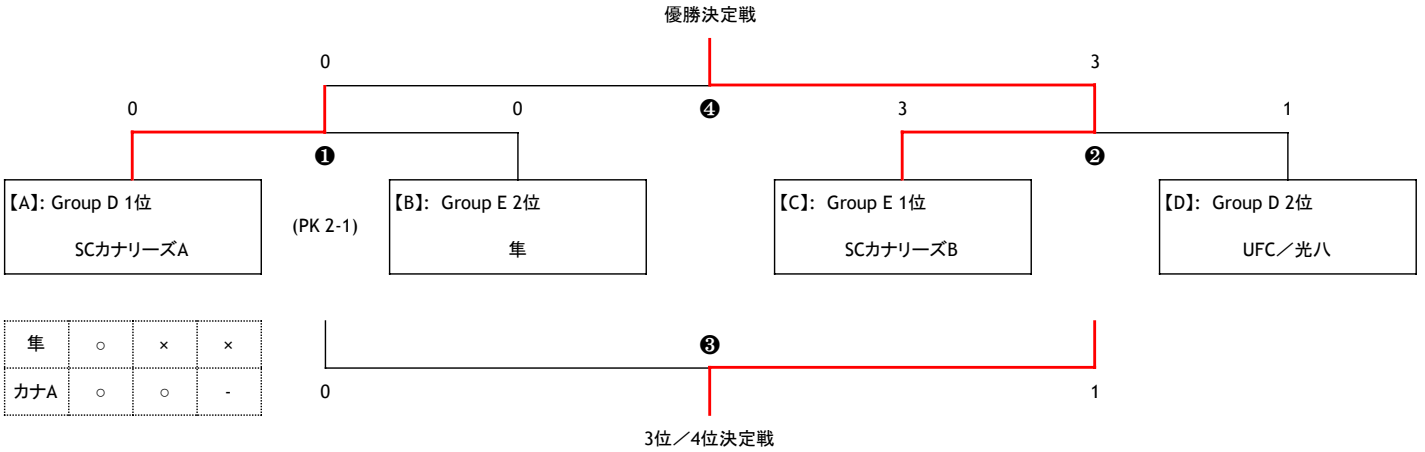 優勝決定戦
0 3
0 0 ❹ 3 1
❶ ❷
【A】: Group D 1位
SCカナリーズA
(PK 2-1)
【B】: Group E 2位
隼
【C】: Group E 1位
SCカナリーズB
【D】: Group D 2位
UFC／光八
隼 ○ × ×
カナA ○ ○ -
❸
0 1
3位／4位決定戦